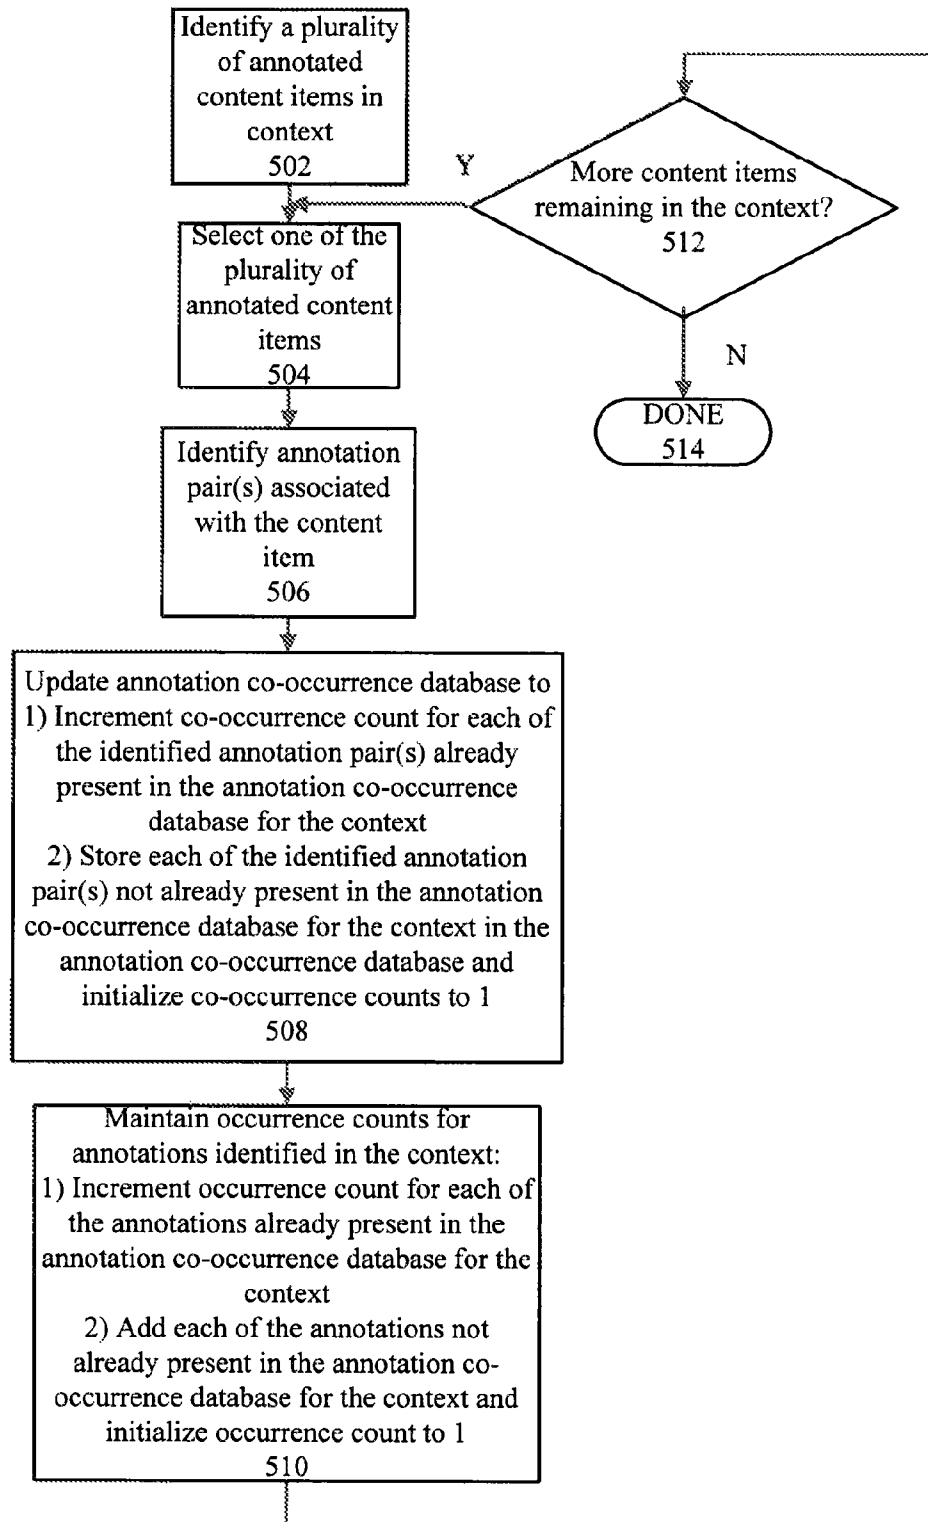 Identify a plurality
of annotated
content items in
context
502
Select one of the
plurality of
annotated content
items
504
Identify annotation
pair(s) associated
with the content
item
506
Update annotation co-occurrence database to
1) Increment co-occurrence count for each of
the identified annotation pair(s) already
present in the annotation co-occurrence
database for the context
2) Store each of the identified annotation
pair(s) not already present in the annotation
co-occurrence database for the context in the
annotation co-occurrence database and
initialize co-occurrence counts to 1
508
Maintain occurrence counts for
annotations identified in the context:
1) Increment occurrence count for each of
the annotations already present in the
annotation co-occurrence database for the
context
2) Add each of the annotations not
already present in the annotation co-
occurrence database for the context and
initialize occurrence count to 1
510
More content items
remaining in the context?
512
Y
N
DONE
514